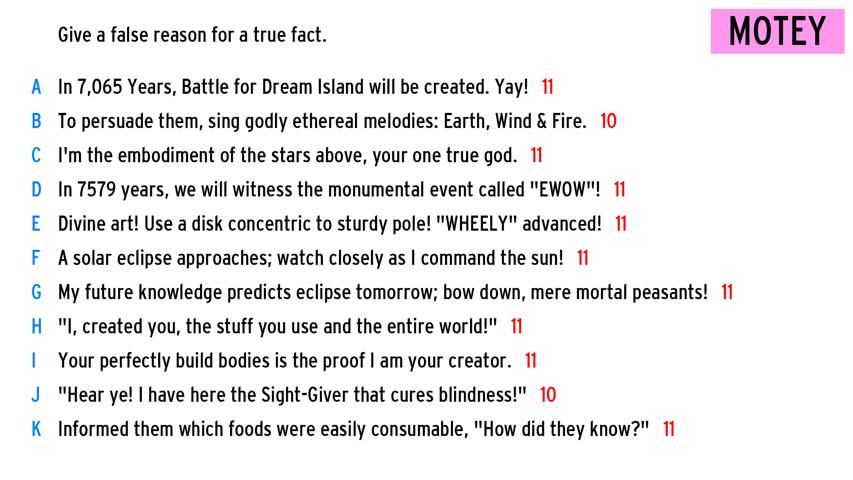 Give a false reason for a true fact.
MOTEY
A In 7,065 Years, Battle for Dream Island will be created. Yay! 11
B To persuade them, sing godly ethereal melodies: Earth, Wind & Fire. 10
C I'm the embodiment of the stars above, your one true god. 11
D In 7579 years, we will witness the monumental event called "EWOW"! 11
E Divine art! Use a disk concentric to sturdy pole! "WHEELY" advanced! 11
F A solar eclipse approaches; watch closely as I command the sun! 11
G My future knowledge predicts eclipse tomorrow; bow down, mere mortal peasants! 11
H "I, created you, the stuff you use and the entire world!" 11
I Your perfectly build bodies is the proof I am your creator. 11
J "Hear ye! I have here the Sight-Giver that cures blindness!" 10
K Informed them which foods were easily consumable, "How did they know?" 11